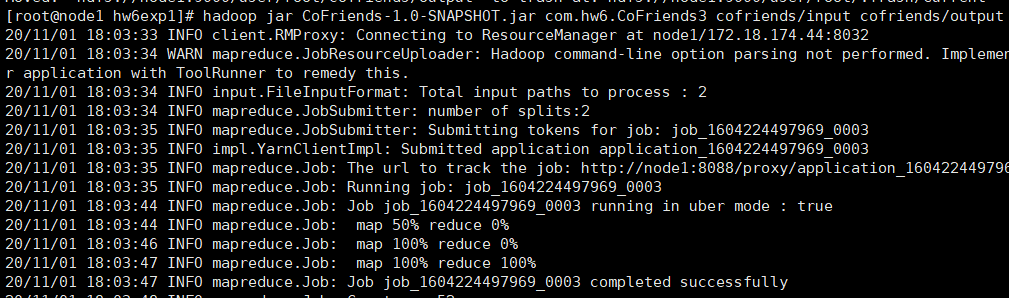 [root@node1 hw6exp1]# hadoop jar CoFriends-1.0-SNAPSHOT.jar com.hw6.CoFriends3 cofriends/input cofriends/output
20/11/01 18:03:33 INFO client.RMProxy: Connecting to ResourceManager at node1/172.18.174.44:8032
20/11/01 18:03:34 WARN mapreduce.JobResourceUploader: Hadoop command-line option parsing not performed. Implemen
r application with ToolRunner to remedy this.
20/11/01 18:03:34 INFO input.FileInputFormat: Total input paths to process : 2
20/11/01 18:03:34 INFO mapreduce.JobSubmitter: number of splits:2
20/11/01 18:03:35 INFO mapreduce.JobSubmitter: Submitting tokens for job: job_1604224497969_0003
20/11/01 18:03:35 INFO impl.YarnClientImpl: Submitted application application_1604224497969_0003
20/11/01 18:03:35 INFO mapreduce.Job: The url to track the job: http://node1:8088/proxy/application_160422449796
20/11/01 18:03:35 INFO mapreduce.Job: Running job: job_1604224497969_0003
20/11/01 18:03:44 INFO mapreduce.Job: Job job_1604224497969_0003 running in uber mode : true
20/11/01 18:03:44 INFO mapreduce.Job:  map 50% reduce 0%
20/11/01 18:03:46 INFO mapreduce.Job:  map 100% reduce 0%
20/11/01 18:03:47 INFO mapreduce.Job:  map 100% reduce 100%
20/11/01 18:03:47 INFO mapreduce.Job: Job job_1604224497969_0003 completed successfully